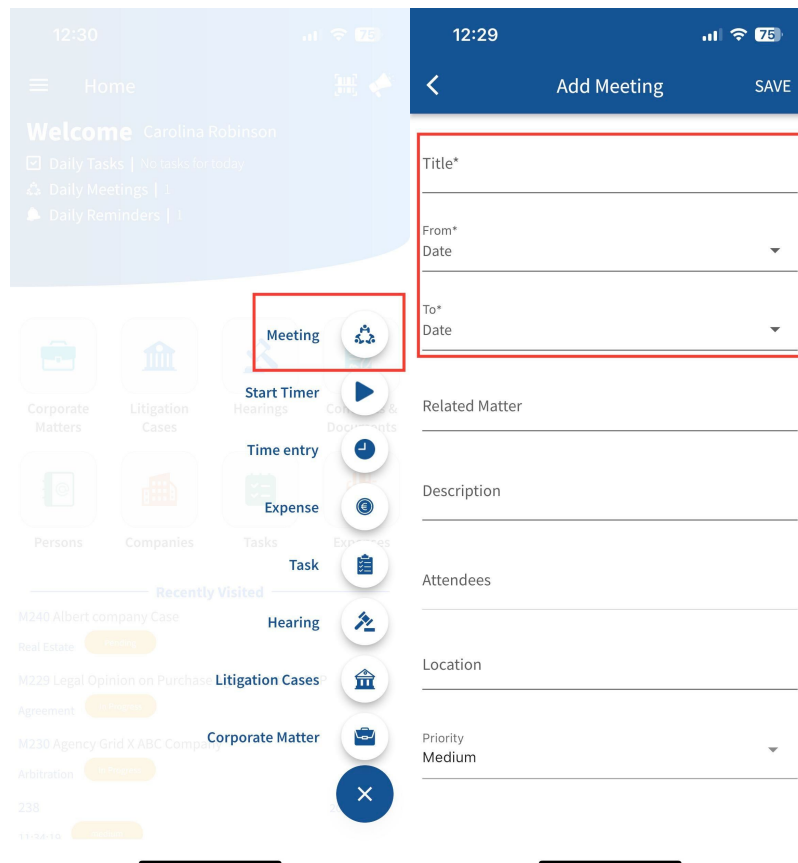 12:30
75
Home
Welcome Carolina Robinson
Daily Tasks | No tasks for today
Daily Meetings | 1
Daily Reminders | 1
Meeting
Start Timer
Corporate Matters
Litigation Cases
Hearings
Time entry
Expense
Persons
Companies
Tasks
Task
Recently Visited
M240 Albert company Case
Hearing
Real Estate
M229 Legal Opinion on Purchase
Litigation Cases
Agreement
M230 Agency Grid X ABC Company
Corporate Matter
Arbitration
238
12:29
75
Add Meeting
SAVE
Title*
From*
Date
To*
Date
Related Matter
Description
Attendees
Location
Priority
Medium